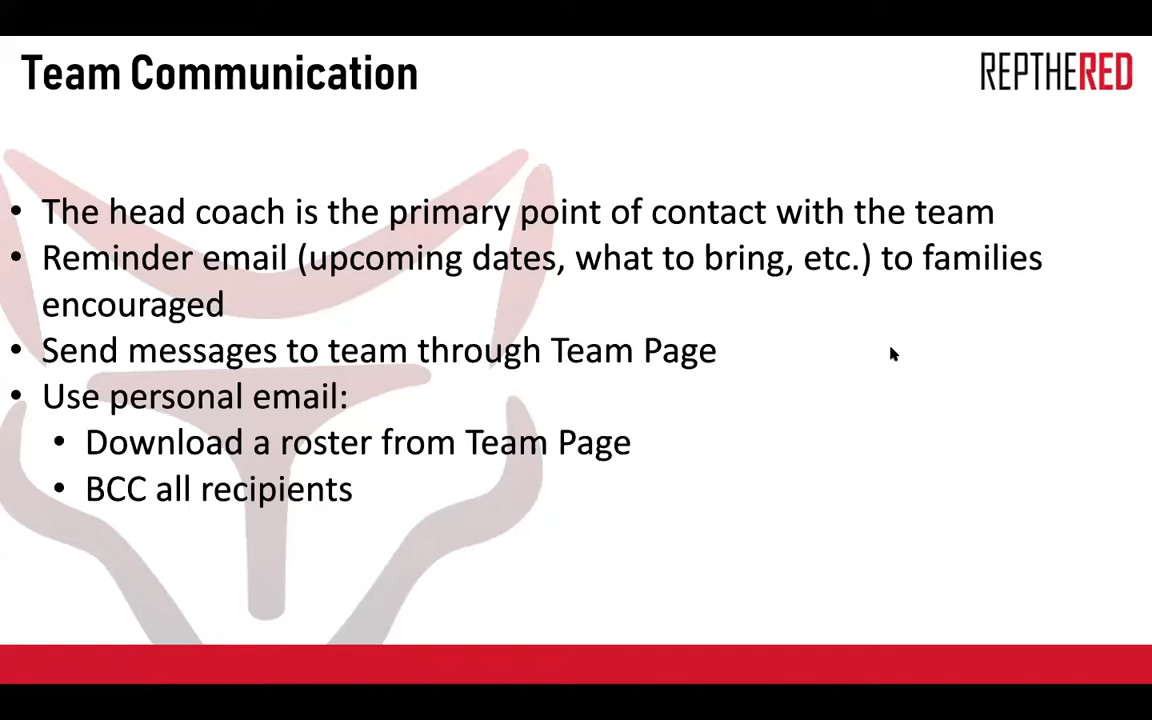 Team Communication
REPTHERED
• The head coach is the primary point of contact with the team
• Reminder email (upcoming dates, what to bring, etc.) to families
encouraged
• Send messages to team through Team Page
• Use personal email:
• Download a roster from Team Page
• BCC all recipients